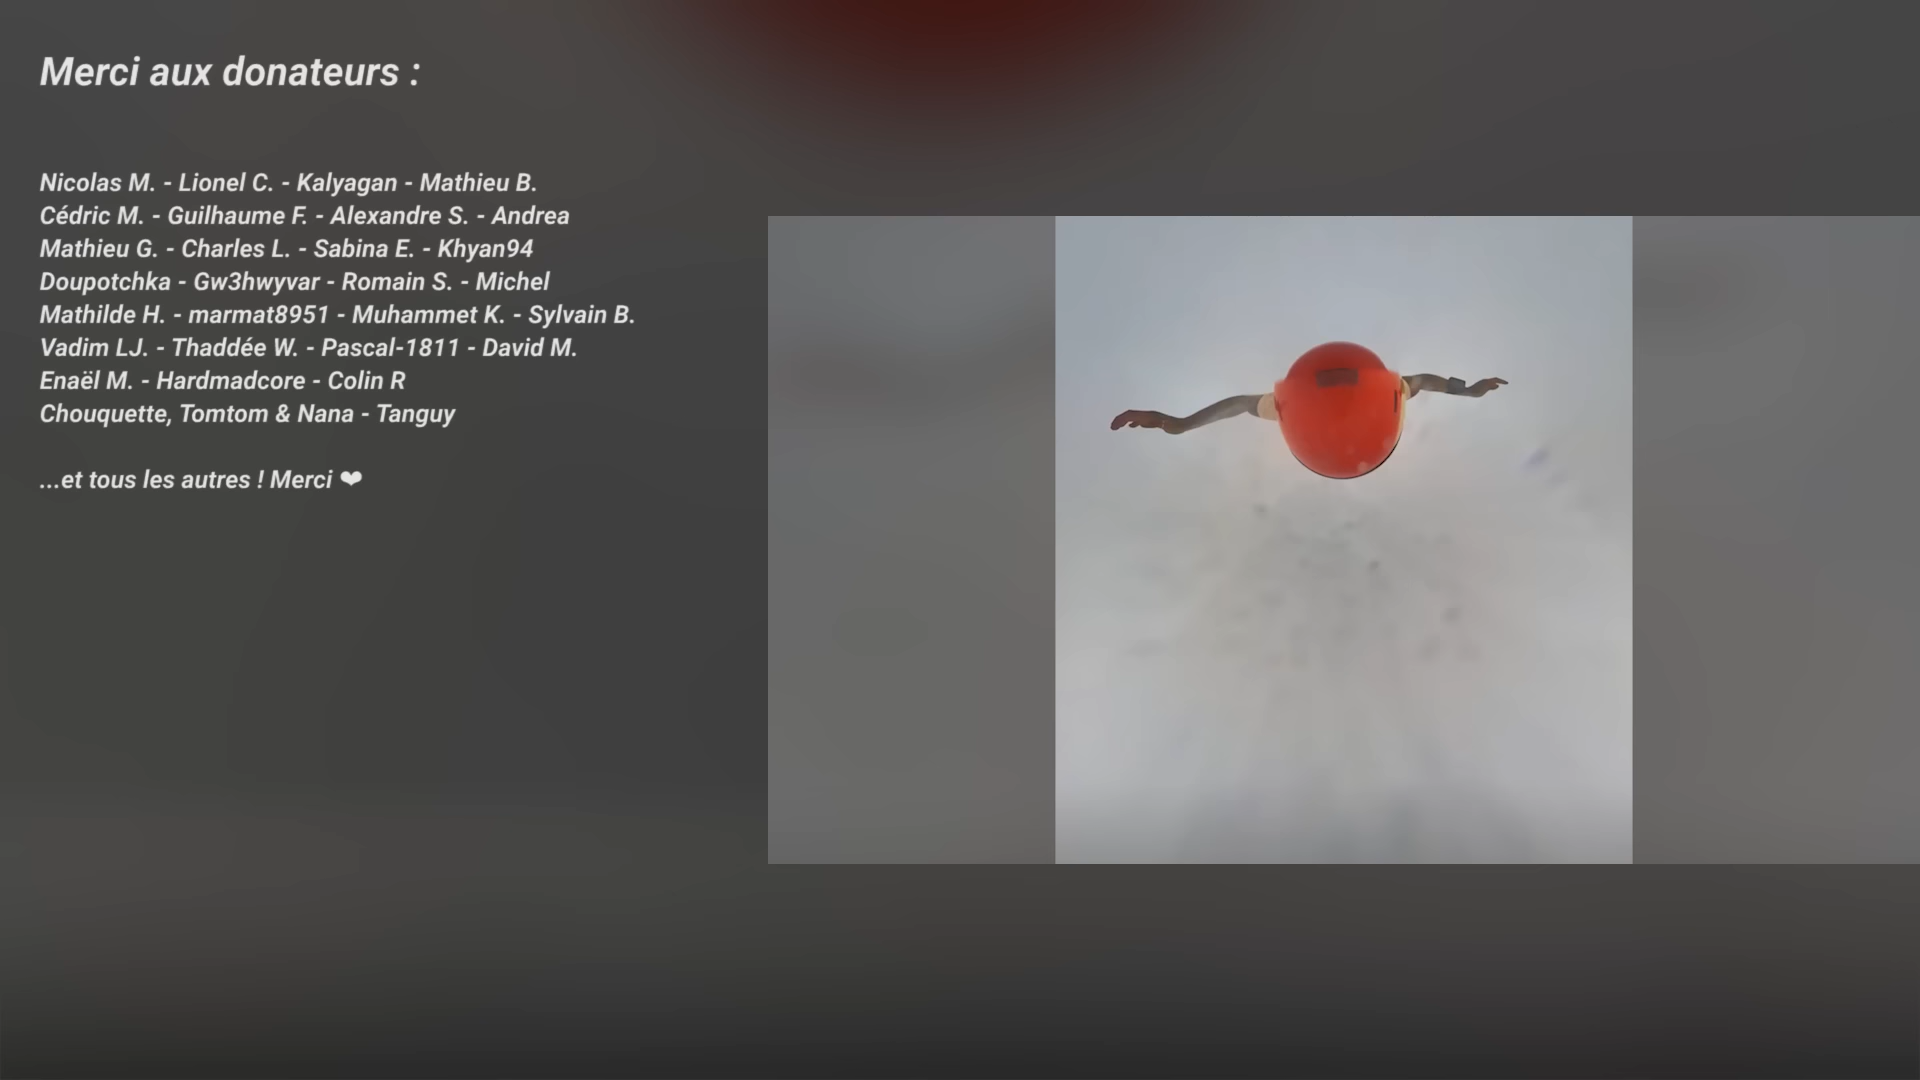 Merci aux donateurs :
Nicolas M. - Lionel C. - Kalyagan - Mathieu B.
Cédric M. - Guilhaume F. - Alexandre S. - Andrea
Mathieu G. - Charles L. - Sabina E. - Khyan94
Doupotchka - Gw3hwyvar - Romain S. - Michel
Mathilde H. - marmat8951 - Muhammet K. - Sylvain B.
Vadim LJ. - Thaddée W. - Pascal-1811 - David M.
Enaël M. - Hardmadcore - Colin R
Chouquette, Tomtom & Nana - Tanguy
...et tous les autres ! Merci ❤